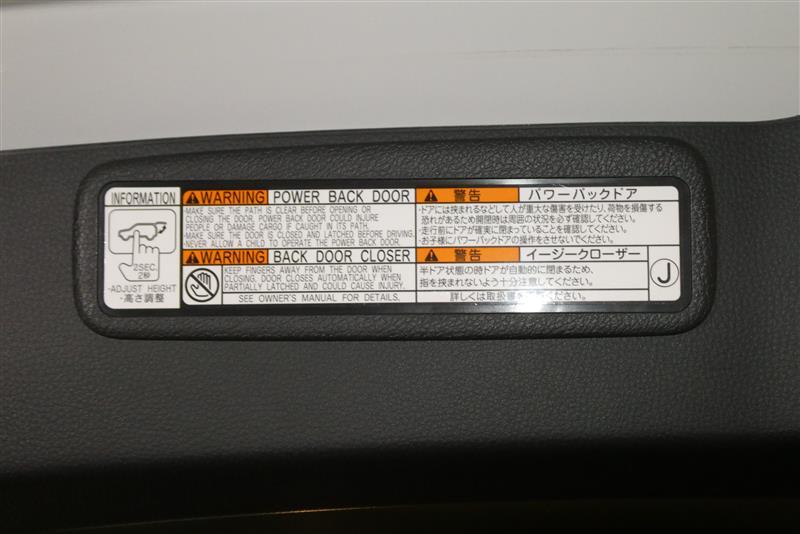 INFORMATION
2SEC.
2秒
·ADJUST HEIGHT
·高さ調整
WARNING POWER BACK DOOR
·MAKE SURE THE PATH IS CLEAR BEFORE OPENING OR
CLOSING THE DOOR. POWER BACK DOOR COULD INJURE
PEOPLE OR DAMAGE CARGO IF CAUGHT IN ITS PATH.
·MAKE SURE THE DOOR IS CLOSED AND LATCHED BEFORE DRIVING.
·NEVER ALLOW A CHILD TO OPERATE THE POWER BACK DOOR.
WARNING BACK DOOR CLOSER
KEEP FINGERS AWAY FROM THE DOOR WHEN
CLOSING. DOOR CLOSES AUTOMATICALLY WHEN
PARTIALLY LATCHED AND COULD CAUSE INJURY.
SEE OWNER'S MANUAL FOR DETAILS.
警告 パワーバックドア
·ドアには挟まれるなどして人が重大な傷害を受けたり、荷物を損傷する
恐れがあるため開閉時は周囲の状況を必ず確認してください。
·走行前にドアが確実に閉まっていることを確認してください。
·お子様にパワーバックドアの操作をさせないでください。
警告 イージークローザー
半ドア状態の時ドアが自動的に閉まるため、
指を挟まれないよう十分注意してください。
詳しくは取扱
J